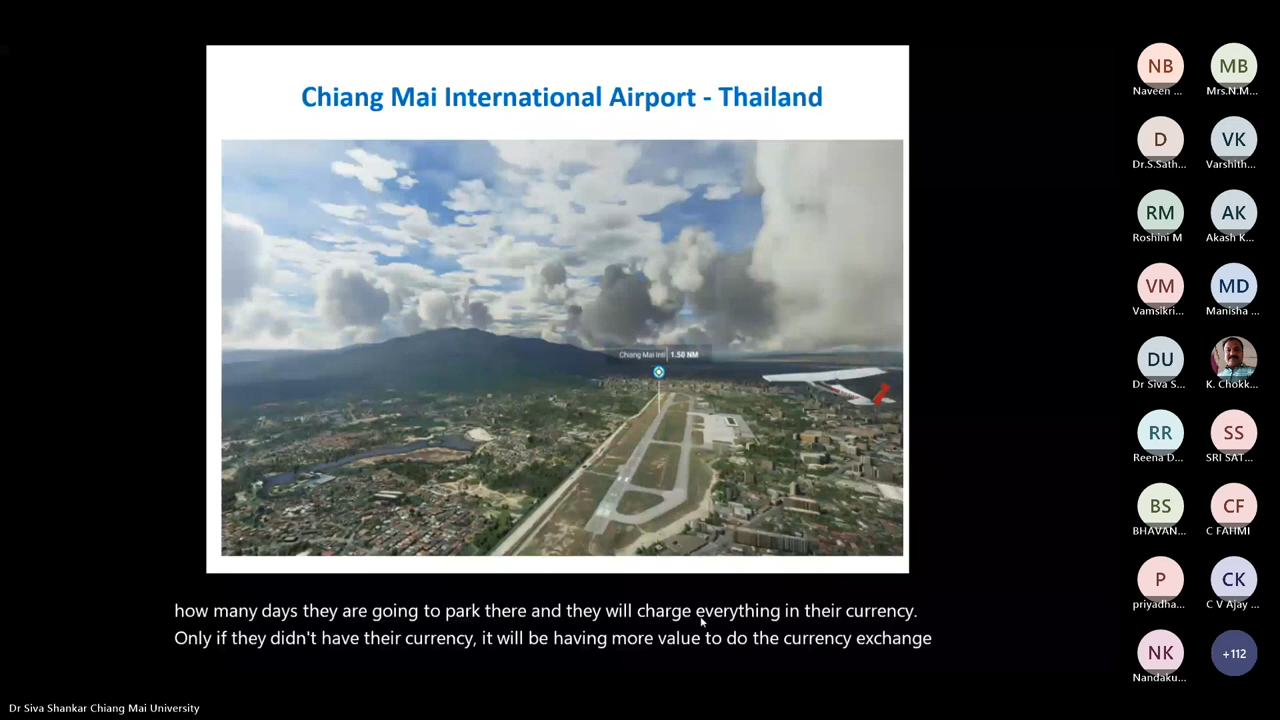 Chiang Mai International Airport - Thailand
Chiang Mai Inti 1.50 NM
how many days they are going to park there and they will charge everything in their currency.
Only if they didn't have their currency, it will be having more value to do the currency exchange
Dr Siva Shankar Chiang Mai University
NB
Naveen ...
MB
Mrs.N.M...
D
Dr.S.Sath...
VK
Varshith...
RM
Roshini M
AK
Akash K...
VM
Vamsikri...
MD
Manisha ...
DU
Dr Siva S...
K. Chokk...
RR
Reena D...
SS
SRI SAT...
BS
BHAVAN...
CF
C FAHMI
P
priyadha...
CK
C V Ajay ...
NK
Nandaku...
+112